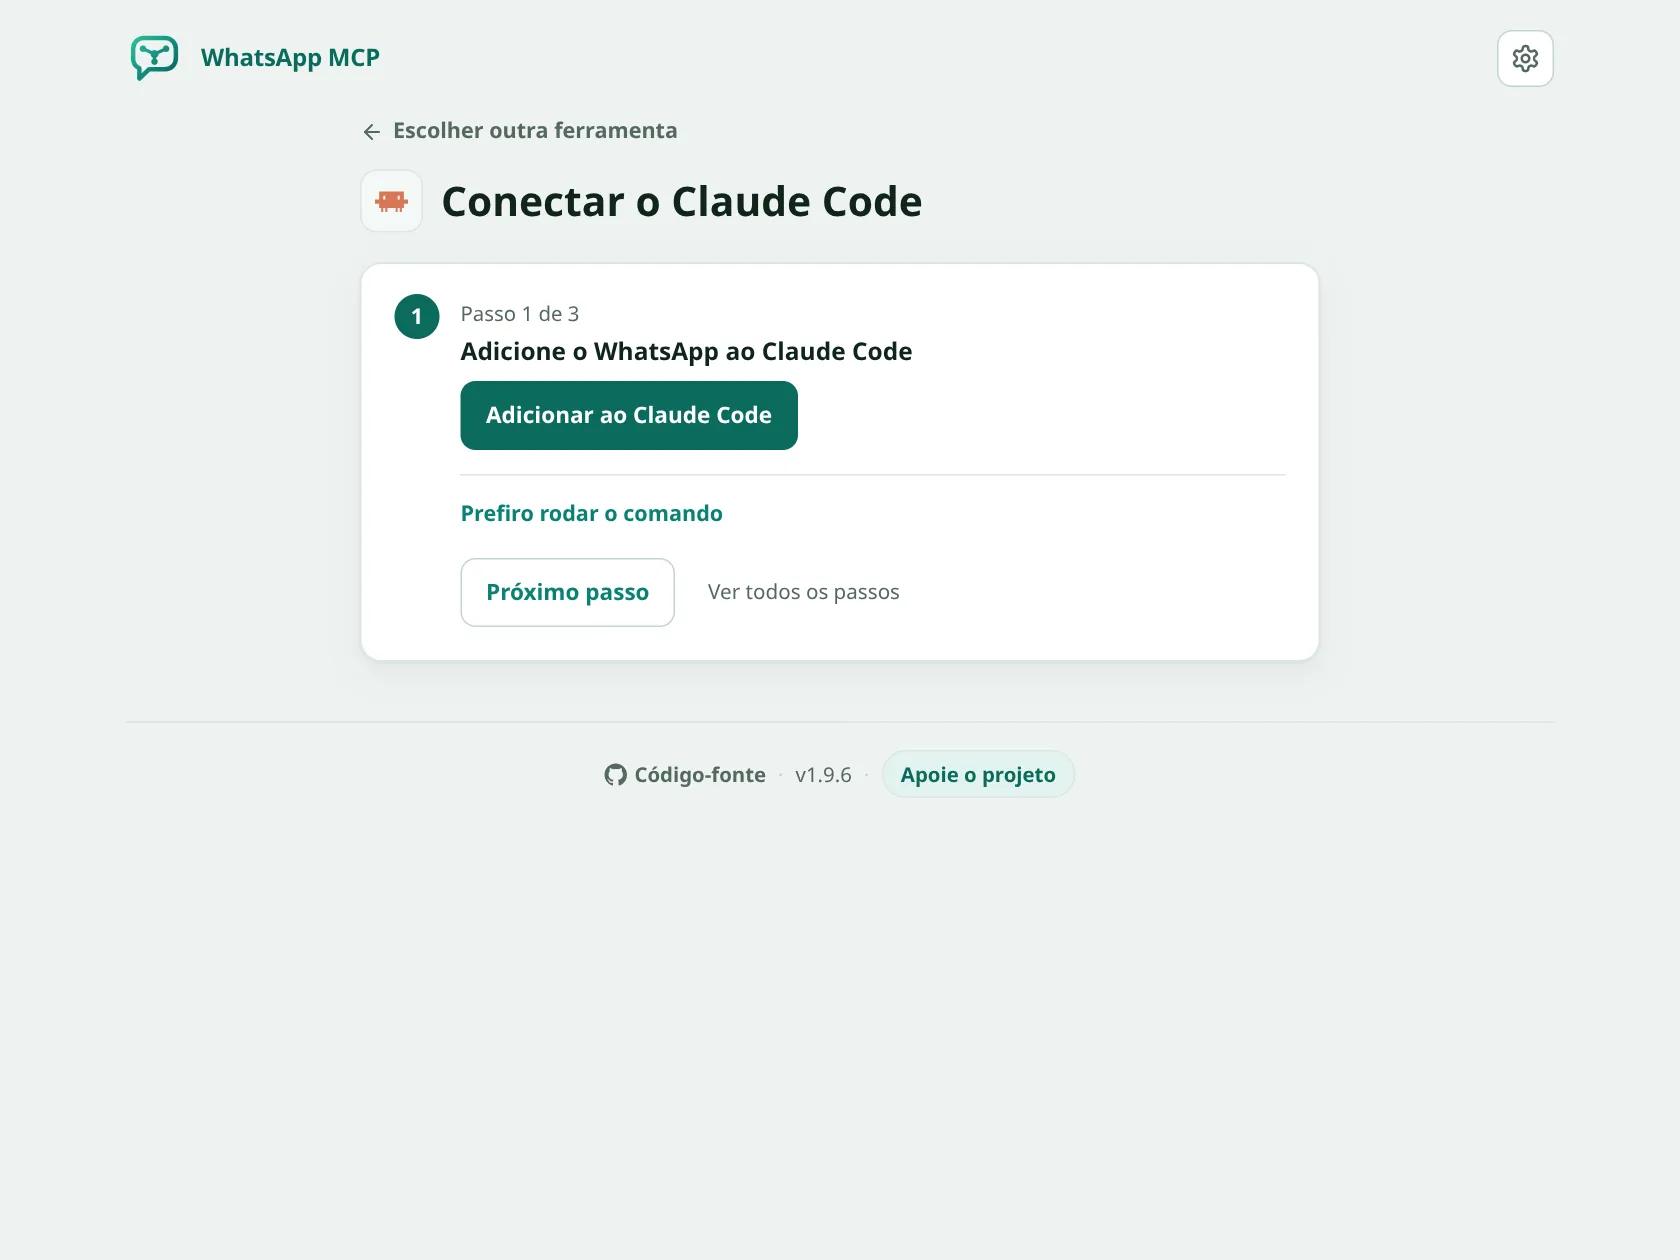 WhatsApp MCP
Escolher outra ferramenta
Conectar o Claude Code
1
Passo 1 de 3
Adicione o WhatsApp ao Claude Code
Adicionar ao Claude Code
Prefiro rodar o comando
Próximo passo
Ver todos os passos
Código-fonte · v1.9.6 · Apoie o projeto